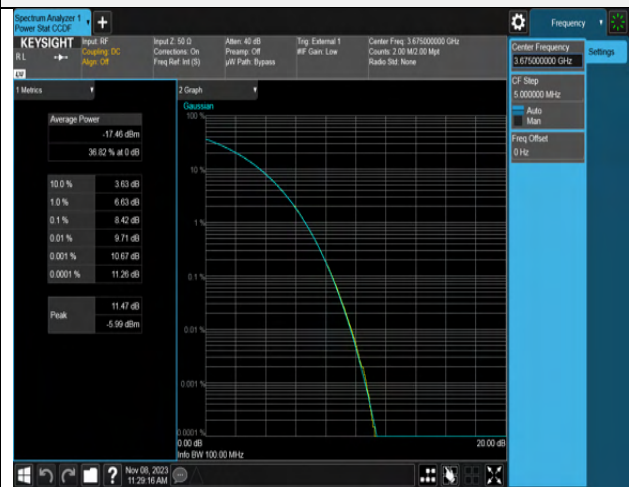 Spectrum Analyzer 1
Power Stat CCDF
Frequency
KEYSIGHT
Input: RF
Input Z: 50 Ω
Atten: 40 dB
Trig: External 1
Center Freq: 3.675000000 GHz
R L
Coupling: DC
Corrections: On
Preamp: Off
#IF Gain: Low
Counts: 2.00 M/2.00 Mpt
Align: Off
Freq Ref: Int (S)
µW Path: Bypass
Radio Std: None
LXI
Center Frequency
3.675000000 GHz
Settings
CF Step
5.000000 MHz
Auto
Man
Freq Offset
0 Hz
1 Metrics
2 Graph
Average Power
-17.46 dBm
36.82 % at 0 dB
10.0 % 3.63 dB
1.0 % 6.63 dB
0.1 % 8.42 dB
0.01 % 9.71 dB
0.001 % 10.67 dB
0.0001 % 11.26 dB
Peak
11.47 dB
-5.99 dBm
Gaussian
100 %
10 %
1 %
0.1 %
0.01 %
0.001 %
0.0001 %
0.00 dB
20.00 dB
Info BW 100.00 MHz
?
Nov 08, 2023
11:29:16 AM